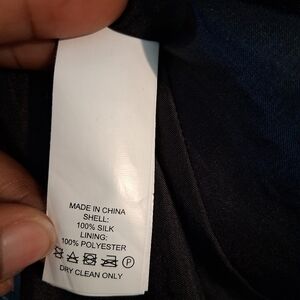 MADE IN CHINA
SHELL:
100% SILK
LINING:
100% POLYESTER
DRY CLEAN ONLY